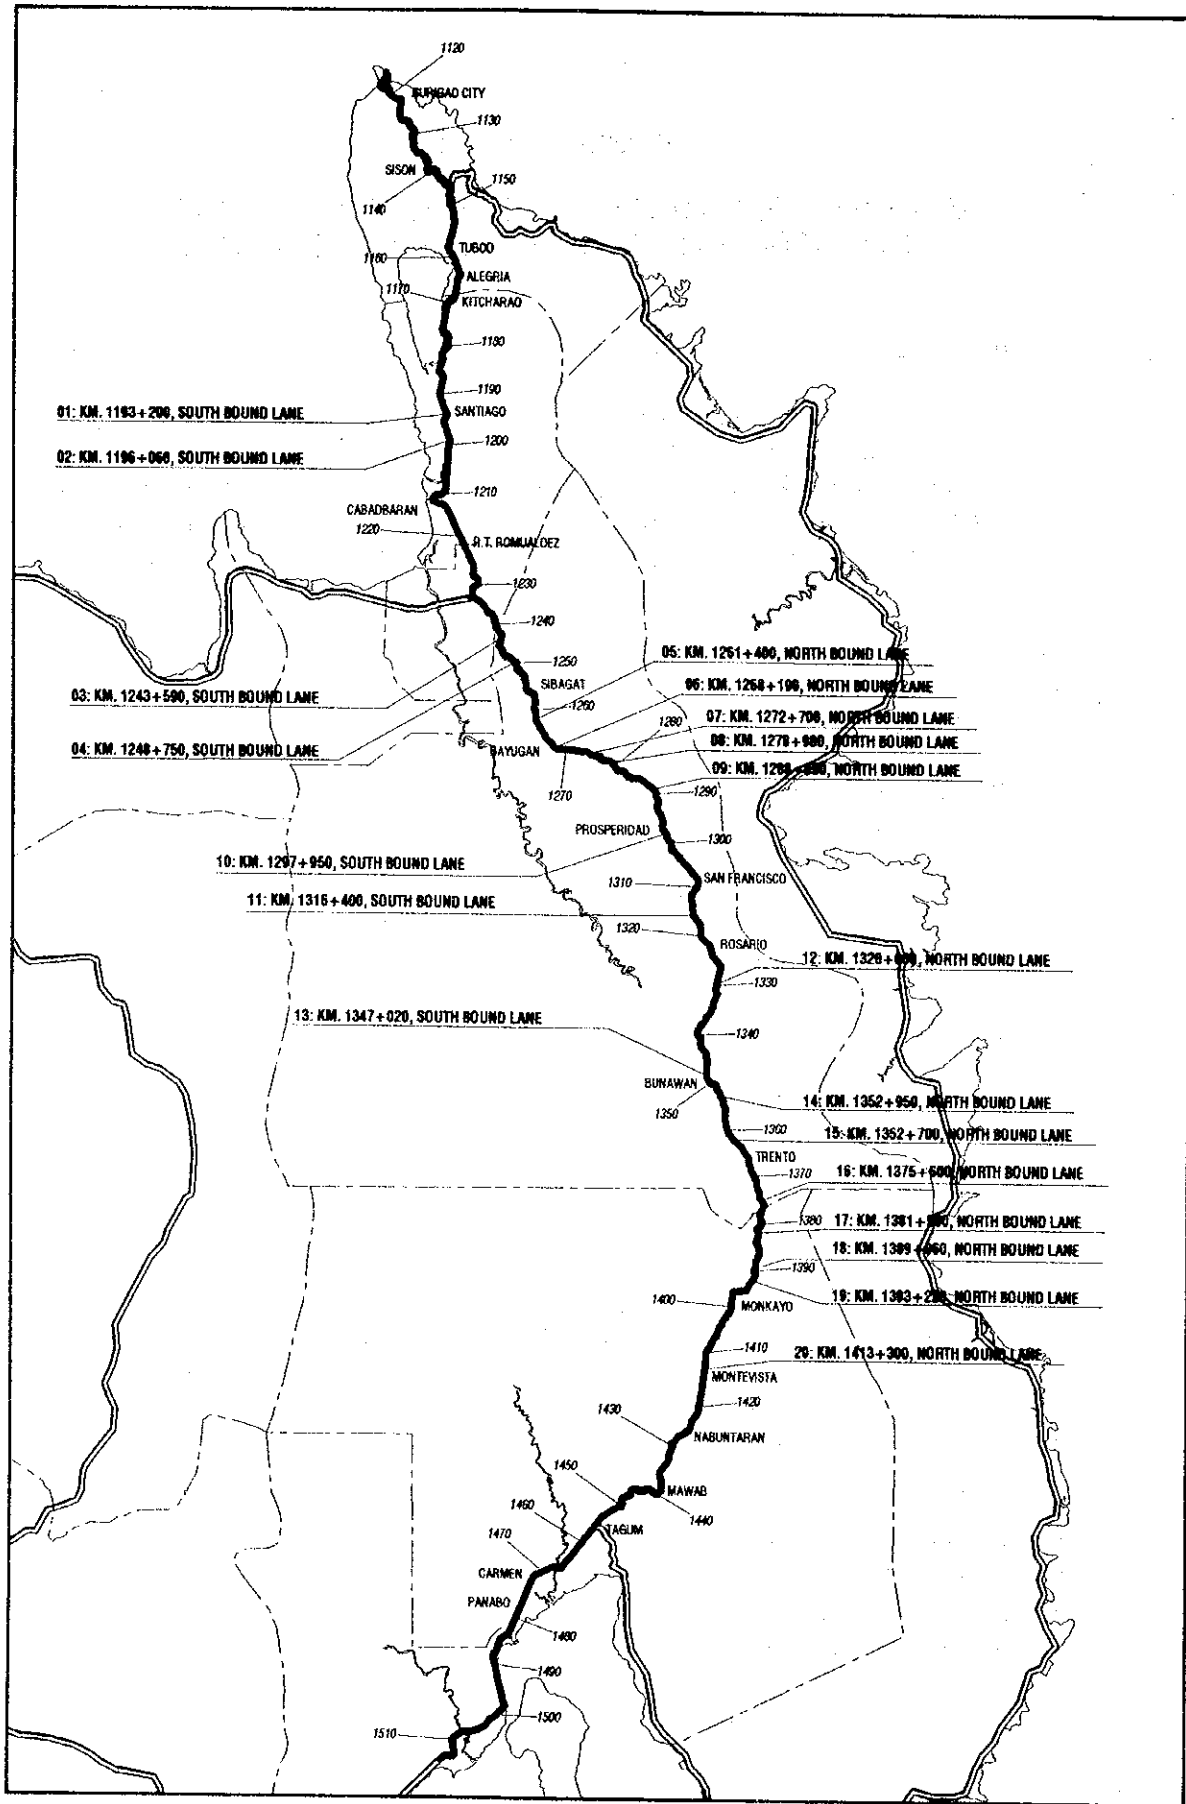 1120
SURIGAO CITY
1130
SISON
1150
1140
TUBOD
1160
ALEGRIA
1170
KITCHARAO
1180
1190
01: KM. 1193+200, SOUTH BOUND LANE
SANTIAGO
1200
02: KM. 1196+060, SOUTH BOUND LANE
1210
CABADBARAN
1220
R.T. ROMUALDEZ
1230
1240
05: KM. 1261+400, NORTH BOUND LANE
1250
SIBAGAT
06: KM. 1268+100, NORTH BOUND LANE
03: KM. 1243+590, SOUTH BOUND LANE
1260
07: KM. 1272+700, NORTH BOUND LANE
1280
04: KM. 1248+750, SOUTH BOUND LANE
BAYUGAN
08: KM. 1278+900, NORTH BOUND LANE
09: KM. NORTH BOUND LANE
1270
1290
PROSPERIDAD
1300
10: KM. 1297+950, SOUTH BOUND LANE
SAN FRANCISCO
1310
11: KM. 1316+400, SOUTH BOUND LANE
1320
ROSARIO
12: KM. NORTH BOUND LANE
1330
13: KM. 1347+020, SOUTH BOUND LANE
1340
BUNAWAN
14: KM. 1352+950, NORTH BOUND LANE
1350
1360
15: KM. 1352+700, NORTH BOUND LANE
TRENTO
1370
16: KM. 1375+600, NORTH BOUND LANE
1380
17: KM. NORTH BOUND LANE
18: KM. NORTH BOUND LANE
1390
19: KM. NORTH BOUND LANE
1400
MONKAYO
1410
20: KM. 1413+300, NORTH BOUND LANE
MONTEVISTA
1420
1430
NABUNTARAN
1450
MAWAB
1460
1440
TAGUM
1470
CARMEN
PANABO
1480
1490
1500
1510